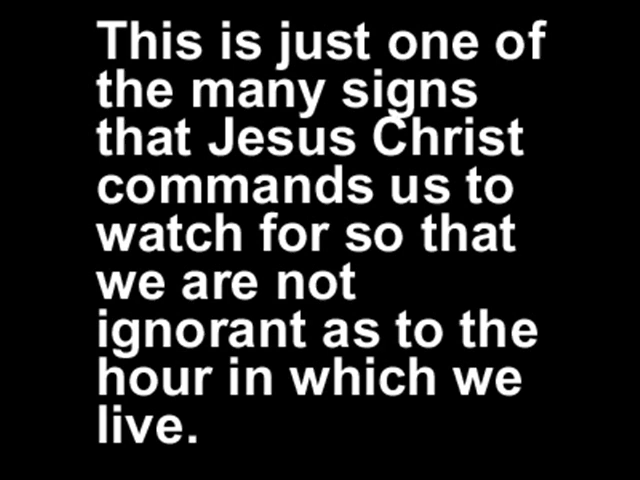 This is just one of
the many signs
that Jesus Christ
commands us to
watch for so that
we are not
ignorant as to the
hour in which we
live.